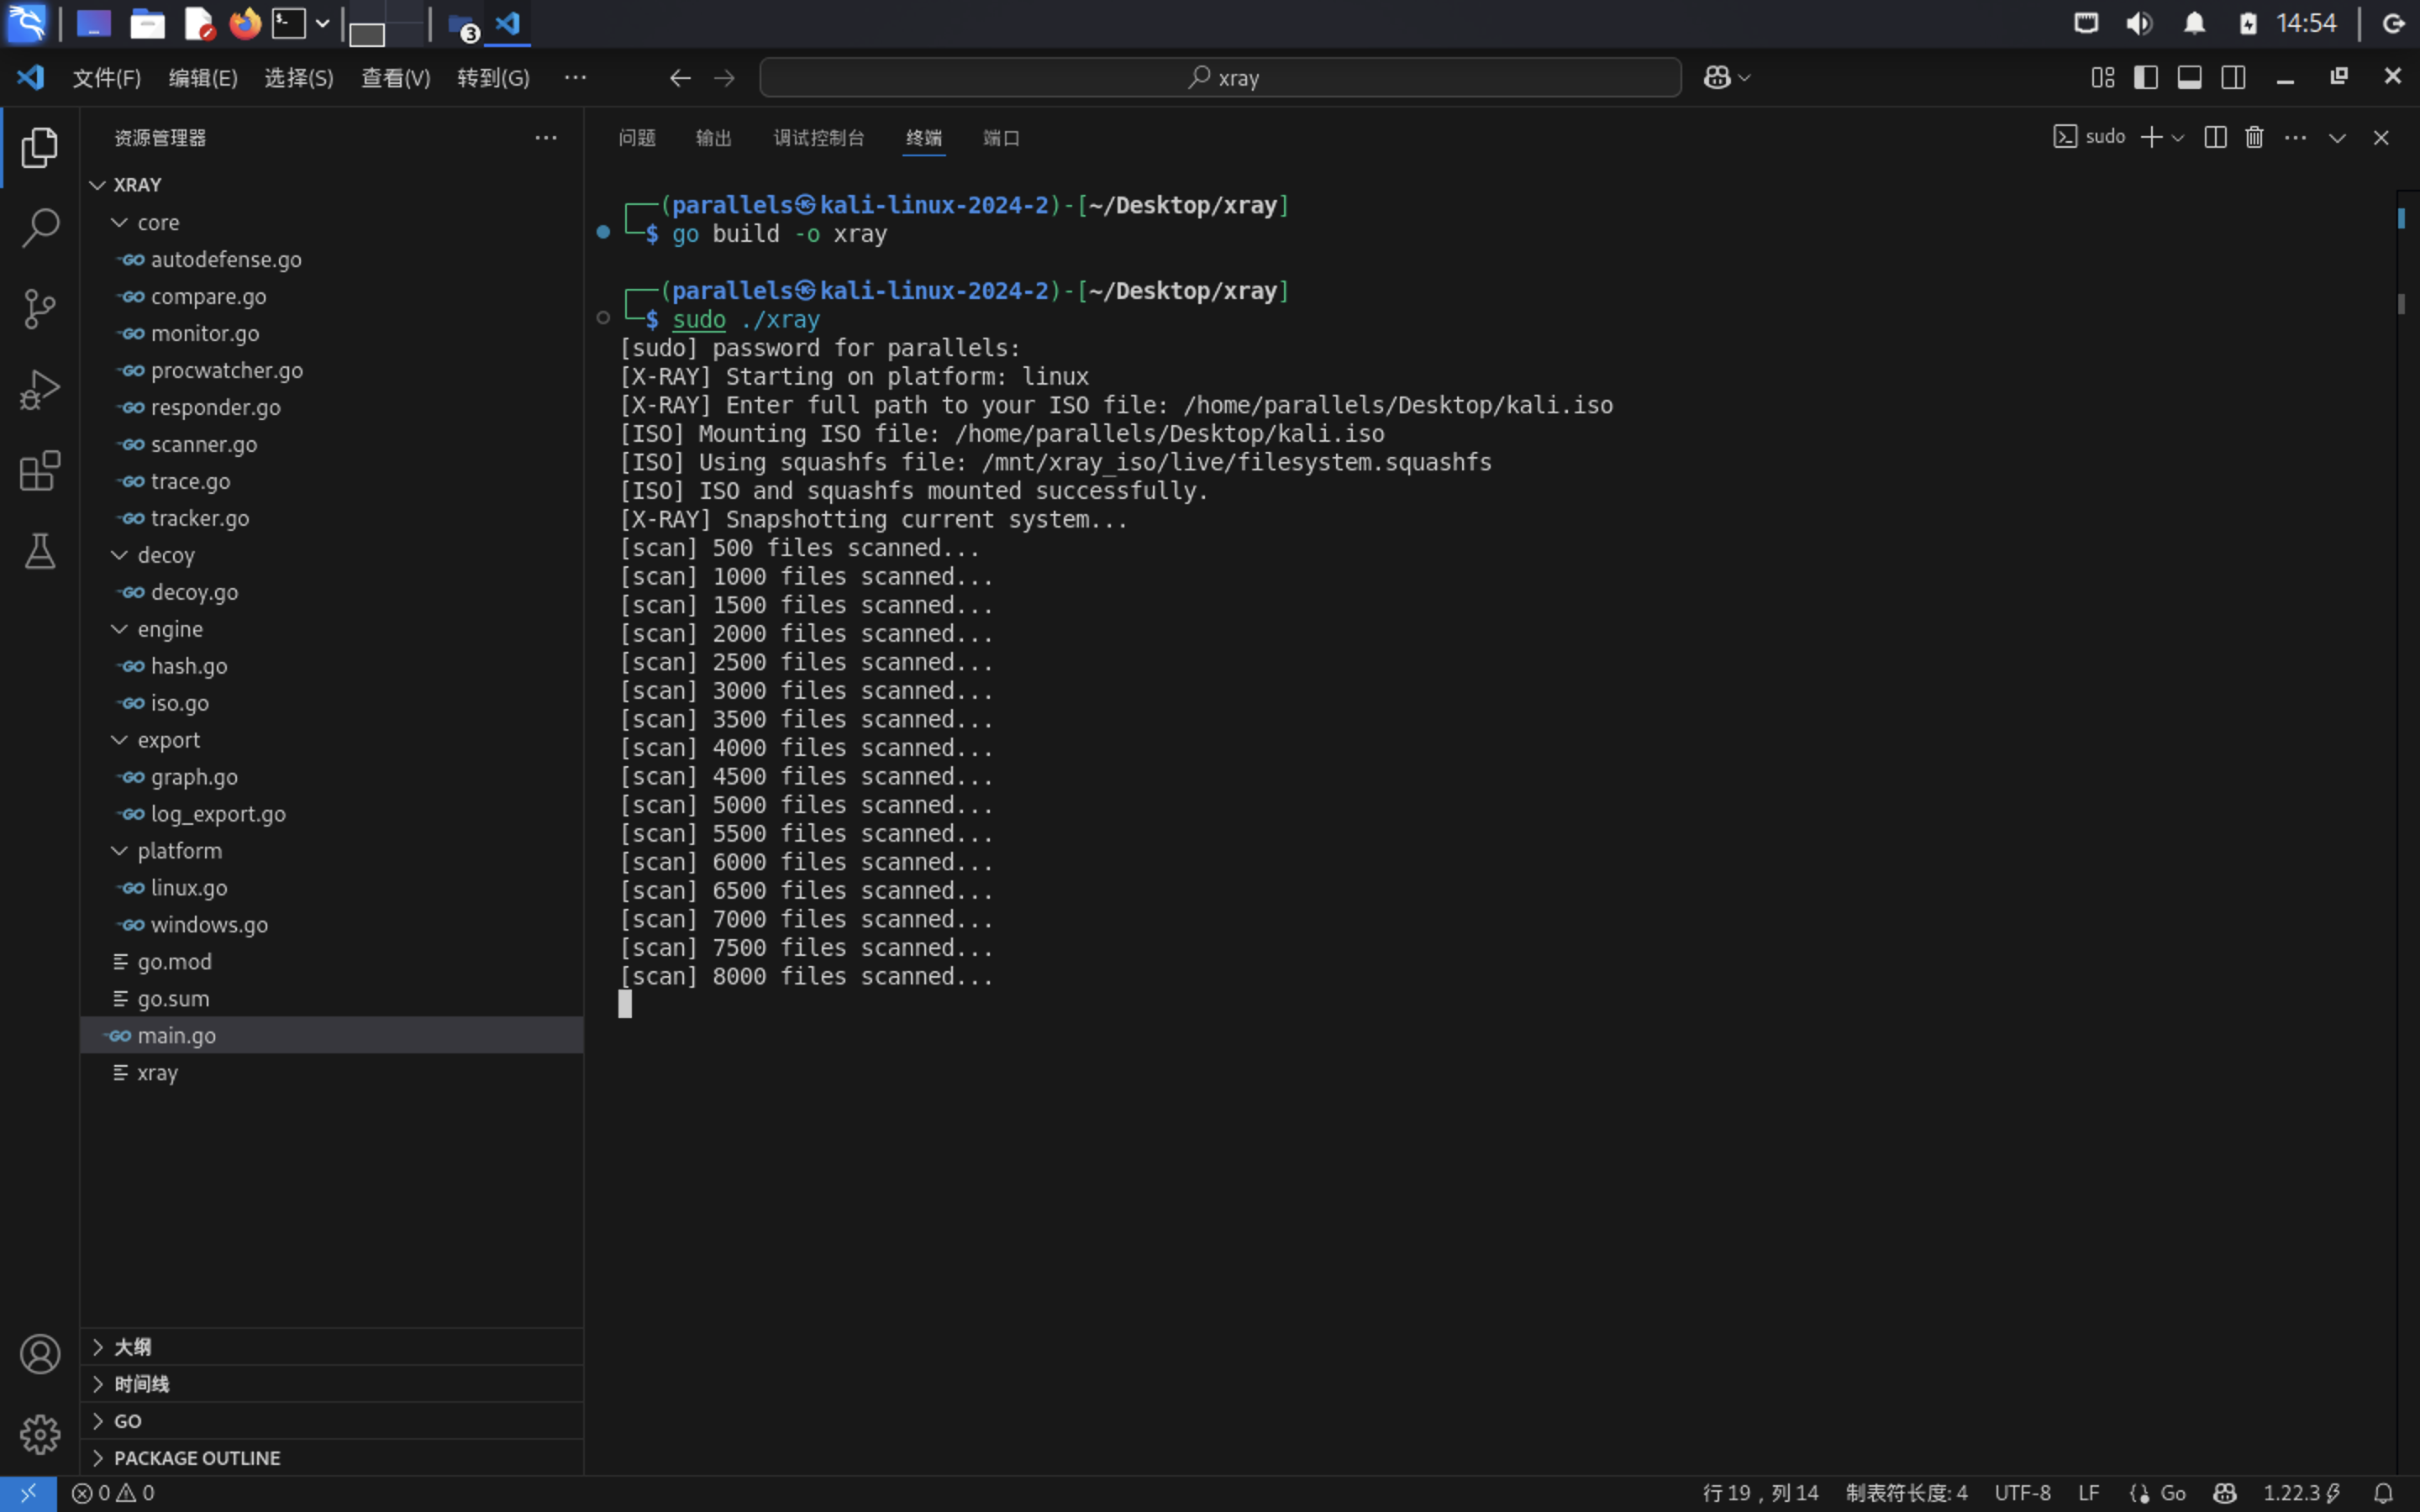 3
14:54
文件(F) 编辑(E) 选择(S) 查看(V) 转到(G) ··· xray
资源管理器 ···
XRAY
core
autodefense.go
compare.go
monitor.go
procwatcher.go
responder.go
scanner.go
trace.go
tracker.go
decoy
decoy.go
engine
hash.go
iso.go
export
graph.go
log_export.go
platform
linux.go
windows.go
go.mod
go.sum
main.go
xray
大纲
时间线
GO
PACKAGE OUTLINE
问题 输出 调试控制台 终端 端口 sudo
┌──(parallels㉿kali-linux-2024-2)-[~/Desktop/xray]
└─$ go build -o xray
┌──(parallels㉿kali-linux-2024-2)-[~/Desktop/xray]
└─$ sudo ./xray
[sudo] password for parallels:
[X-RAY] Starting on platform: linux
[X-RAY] Enter full path to your ISO file: /home/parallels/Desktop/kali.iso
[ISO] Mounting ISO file: /home/parallels/Desktop/kali.iso
[ISO] Using squashfs file: /mnt/xray_iso/live/filesystem.squashfs
[ISO] ISO and squashfs mounted successfully.
[X-RAY] Snapshotting current system...
[scan] 500 files scanned...
[scan] 1000 files scanned...
[scan] 1500 files scanned...
[scan] 2000 files scanned...
[scan] 2500 files scanned...
[scan] 3000 files scanned...
[scan] 3500 files scanned...
[scan] 4000 files scanned...
[scan] 4500 files scanned...
[scan] 5000 files scanned...
[scan] 5500 files scanned...
[scan] 6000 files scanned...
[scan] 6500 files scanned...
[scan] 7000 files scanned...
[scan] 7500 files scanned...
[scan] 8000 files scanned...
0 0 行 19，列 14 制表符长度: 4 UTF-8 LF Go 1.22.3